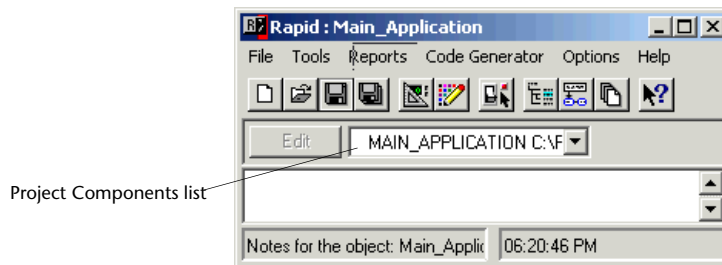 Rapid : Main_Application
File Tools Reports Code Generator Options Help
Edit MAIN_APPLICATION C:\F
Project Components list
Notes for the object: Main_Applic 06:20:46 PM